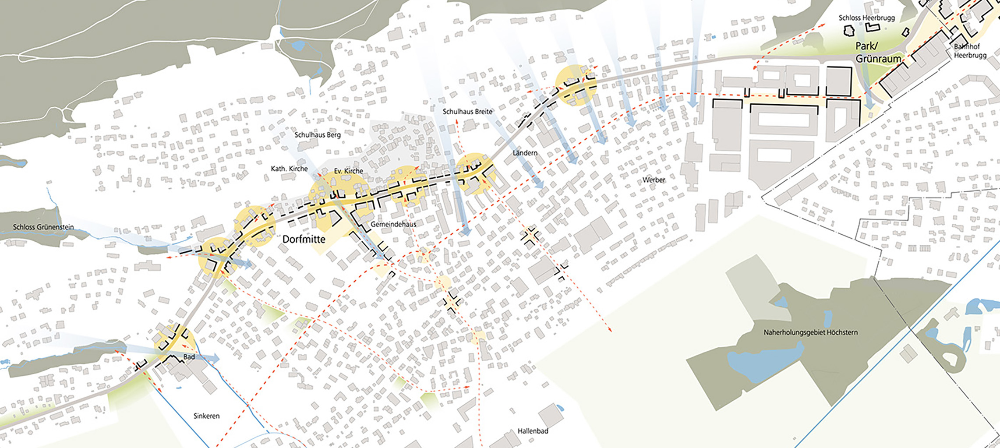 Schloss Heerbrugg
Park/
Grünraum
Bahnhof
Heerbrugg
Schulhaus Breite
Schulhaus Berg
Ländern
Kath. Kirche
Ev. Kirche
Werber
Schloss Grünenstein
Gemeindehaus
Dorfmitte
Naherholungsgebiet Höchstern
Bad
Sinkeren
Hallenbad